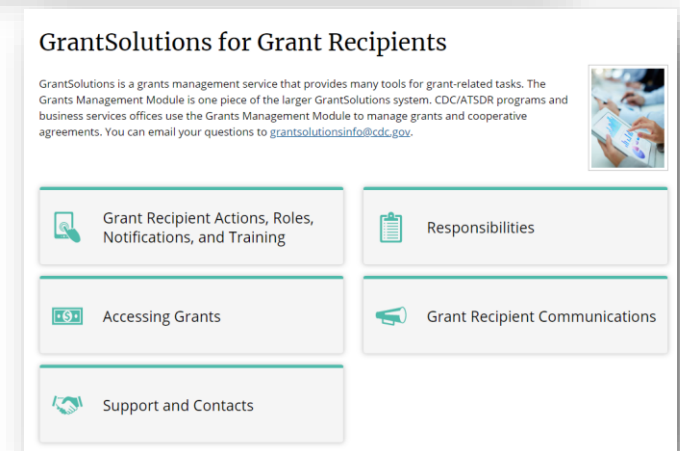 GrantSolutions for Grant Recipients
GrantSolutions is a grants management service that provides many tools for grant-related tasks. The
Grants Management Module is one piece of the larger GrantSolutions system. CDC/ATSDR programs and
business services offices use the Grants Management Module to manage grants and cooperative
agreements. You can email your questions to grantsolutionsinfo@cdc.gov.
Grant Recipient Actions, Roles,
Notifications, and Training
Responsibilities
Accessing Grants
Grant Recipient Communications
Support and Contacts